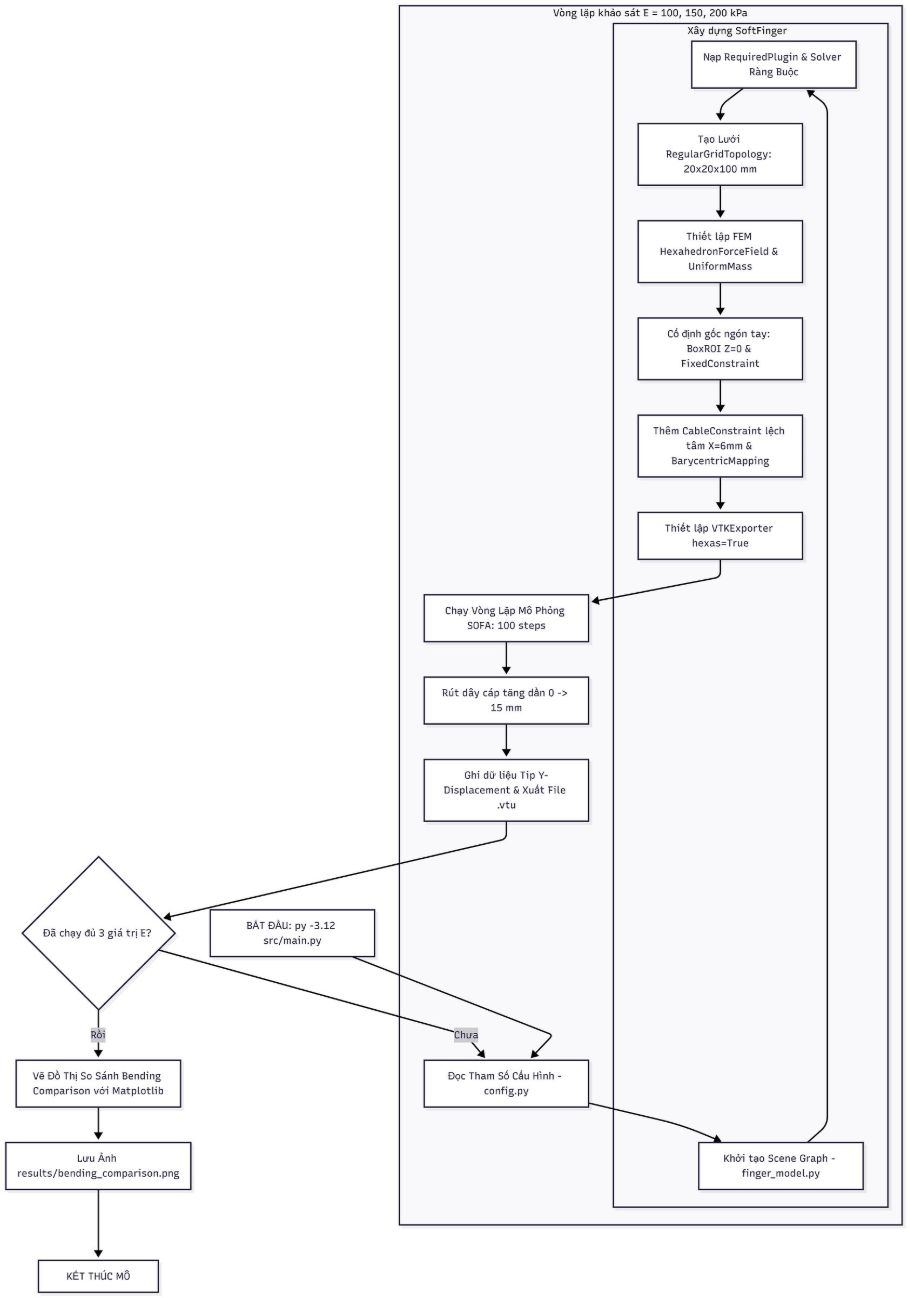 Vòng lặp khảo sát E = 100, 150, 200 kPa
Xây dựng SoftFinger
Nạp RequiredPlugin & Solver
Ràng Buộc
Tạo Lưới
RegularGridTopology:
20x20x100 mm
Thiết lập FEM
HexahedronForceField &
UniformMass
Cố định gốc ngón tay:
BoxROI Z=0 &
FixedConstraint
Thêm CableConstraint lệch
tâm X=6mm &
BarycentricMapping
Thiết lập VTKExporter
hexas=True
Chạy Vòng Lặp Mô Phỏng
SOFA: 100 steps
Rút dây cáp tăng dần 0 ->
15 mm
Ghi dữ liệu Tip Y-
Displacement & Xuất File
.vtu
Đã chạy đủ 3 giá trị E?
BẮT ĐẦU: py -3.12
src/main.py
Rồi
Chưa
Vẽ Đồ Thị So Sánh Bending
Comparison với Matplotlib
Đọc Tham Số Cấu Hình -
config.py
Lưu Ảnh
results/bending_comparison.png
Khởi tạo Scene Graph -
finger_model.py
KẾT THÚC MÔ